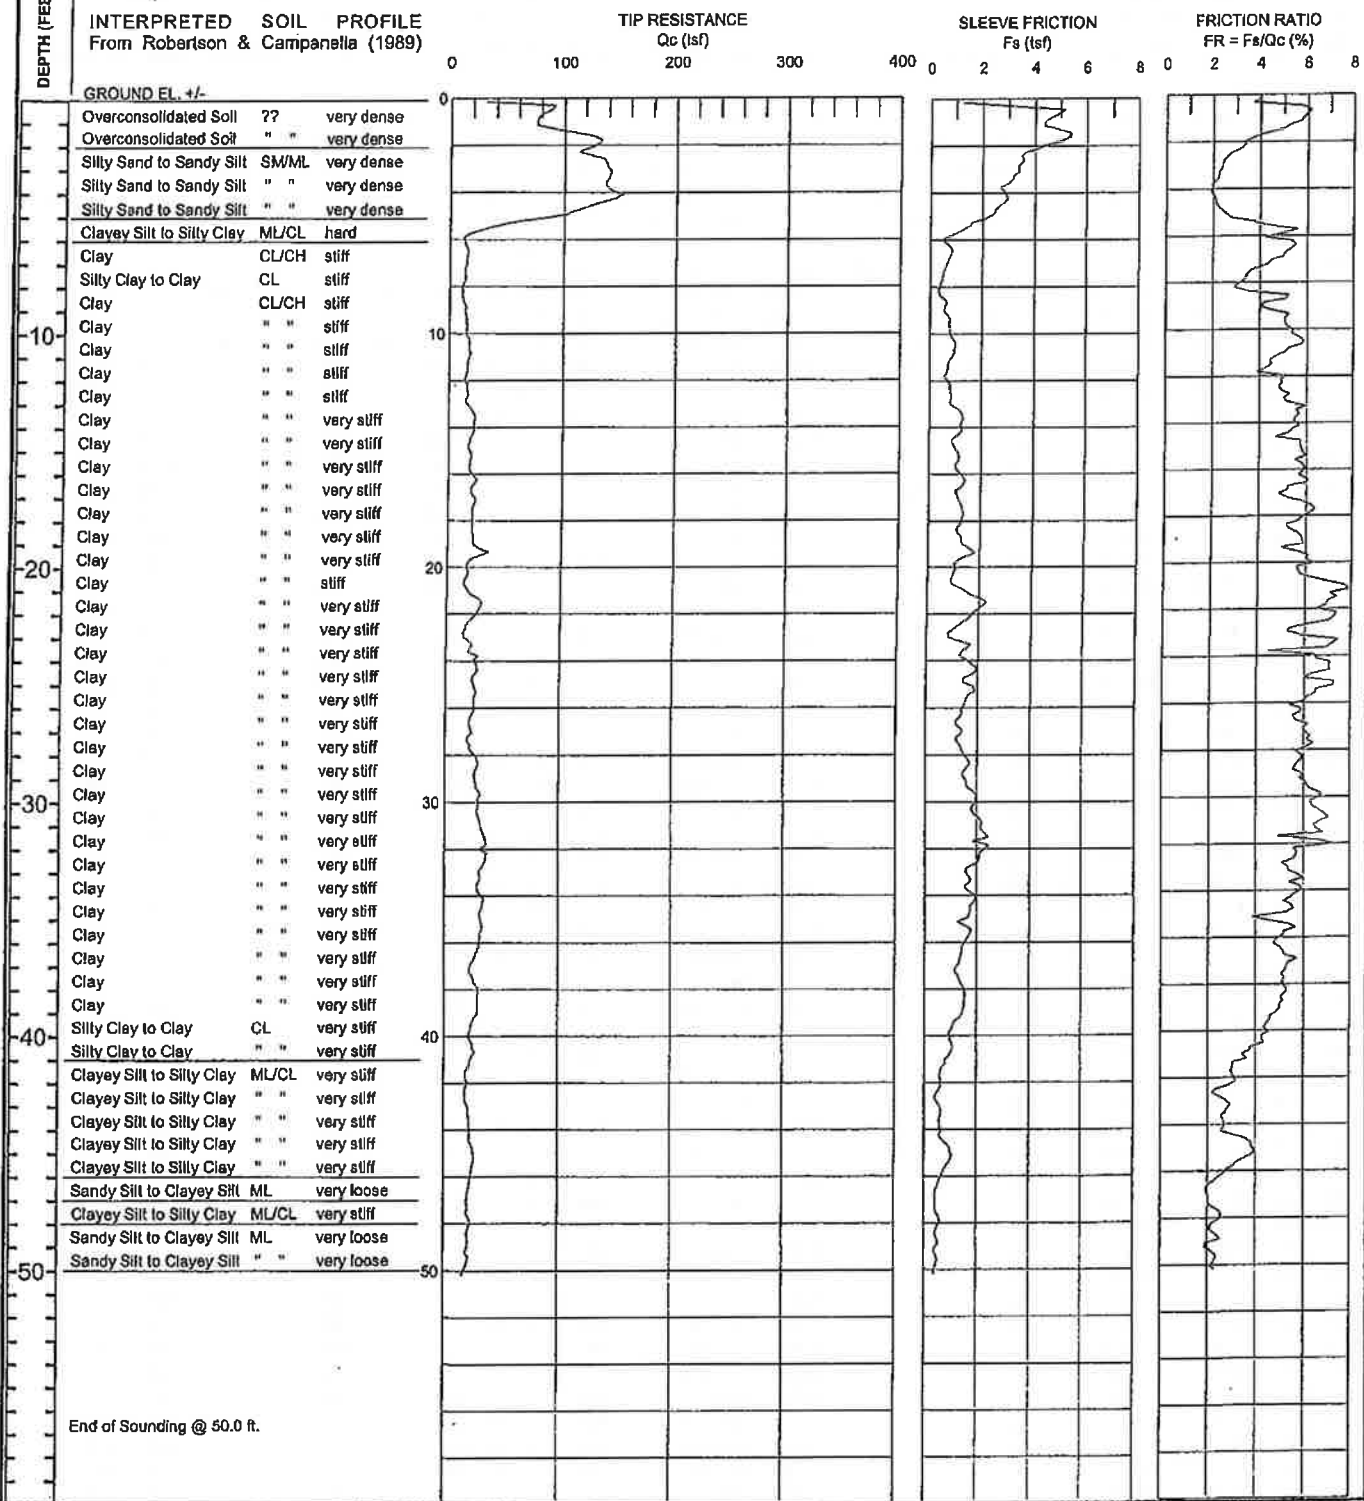 DEPTH (FEE
INTERPRETED SOIL PROFILE
From Robertson & Campanella (1989)
TIP RESISTANCE
Qc (tsf)
SLEEVE FRICTION
Fs (tsf)
FRICTION RATIO
FR = Fs/Qc (%)
0 100 200 300 400
0 2 4 6 8
0 2 4 6 8
GROUND EL. +/-
0
Overconsolidated Soil ?? very dense
Overconsolidated Soil " " very dense
Silty Sand to Sandy Silt SM/ML very dense
Silty Sand to Sandy Silt " " very dense
Silty Sand to Sandy Silt " " very dense
Clayey Silt to Silty Clay ML/CL hard
Clay CL/CH stiff
Silty Clay to Clay CL stiff
Clay CL/CH stiff
-10- Clay " " stiff 10
Clay " " stiff
Clay " " stiff
Clay " " stiff
Clay " " very stiff
Clay " " very stiff
Clay " " very stiff
Clay " " very stiff
Clay " " very stiff
Clay " " very stiff
Clay " " very stiff
-20- 20
Clay " " stiff
Clay " " very stiff
Clay " " very stiff
Clay " " very stiff
Clay " " very stiff
Clay " " very stiff
Clay " " very stiff
Clay " " very stiff
Clay " " very stiff
Clay " " very stiff
-30- 30
Clay " " very stiff
Clay " " very stiff
Clay " " very stiff
Clay " " very stiff
Clay " " very stiff
Clay " " very stiff
Clay " " very stiff
Clay " " very stiff
Clay " " very stiff
Silty Clay to Clay CL very stiff
-40- 40
Silty Clay to Clay " " very stiff
Clayey Silt to Silty Clay ML/CL very stiff
Clayey Silt to Silty Clay " " very stiff
Clayey Silt to Silty Clay " " very stiff
Clayey Silt to Silty Clay " " very stiff
Clayey Silt to Silty Clay " " very stiff
Sandy Silt to Clayey Silt ML very loose
Clayey Silt to Silty Clay ML/CL very stiff
Sandy Silt to Clayey Silt ML very loose
Sandy Silt to Clayey Silt " " very loose
-50- 50
End of Sounding @ 50.0 ft.